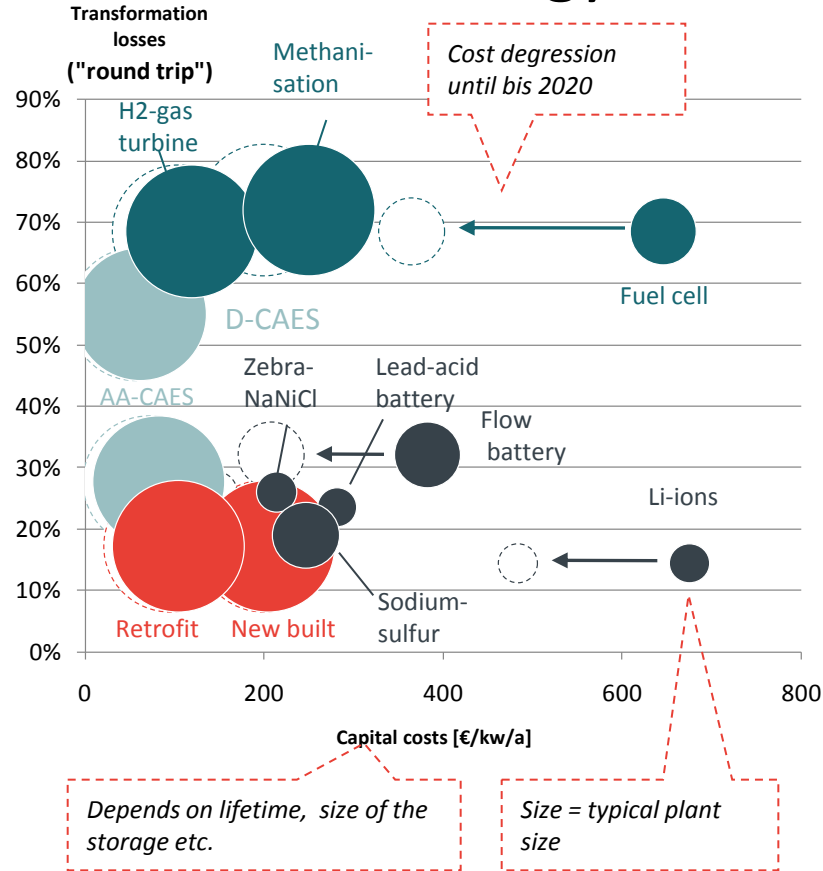 Transformation
losses
("round trip")
Methani-
sation
Cost degression
until bis 2020
90%
H2-gas
turbine
80%
70%
60%
Fuel cell
D-CAES
50%
Zebra-
NaNiCl
Lead-acid
battery
AA-CAES
40%
Flow
battery
30%
Li-ions
20%
10%
Sodium-
sulfur
Retrofit
New built
0%
0 200 400 600 800
Capital costs [€/kw/a]
Depends on lifetime, size of the
storage etc.
Size = typical plant
size